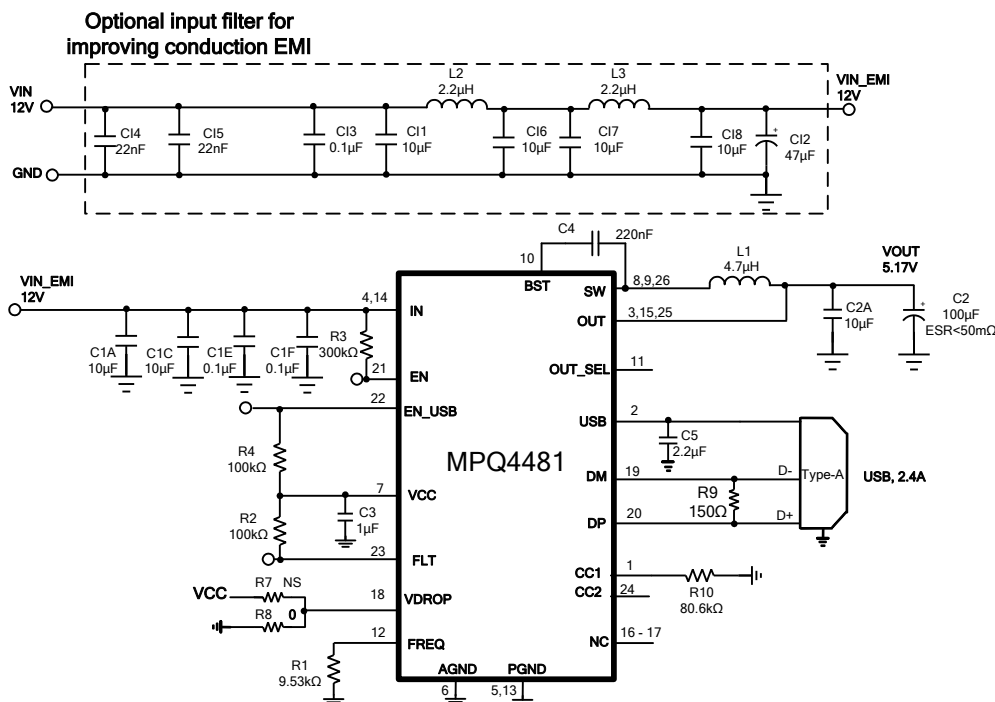 Optional input filter for
improving conduction EMI
VIN
12V
GND
CI4
22nF
CI5
22nF
CI3
0.1µF
CI1
10µF
L2
2.2µH
CI6
10µF
CI7
10µF
L3
2.2µH
CI8
10µF
+
CI2
47µF
VIN_EMI
12V
VIN_EMI
12V
C1A
10µF
C1C
10µF
C1E
0.1µF
C1F
0.1µF
R3
300kΩ
4,14
IN
21
EN
22
EN_USB
R4
100kΩ
7
VCC
R2
100kΩ
C3
1µF
23
FLT
VCC
R7 NS
R8 0
18
VDROP
12
FREQ
R1
9.53kΩ
MPQ4481
AGND
6
PGND
5,13
10
BST
C4
220nF
SW
8,9,26
L1
4.7µH
VOUT
5.17V
OUT
3,15,25
C2A
10µF
+
C2
100µF
ESR<50mΩ
OUT_SEL
11
USB
2
C5
2.2µF
DM
19
D-
R9
150Ω
DP
20
D+
Type-A
USB, 2.4A
CC1
1
R10
80.6kΩ
CC2
24
NC
16 - 17